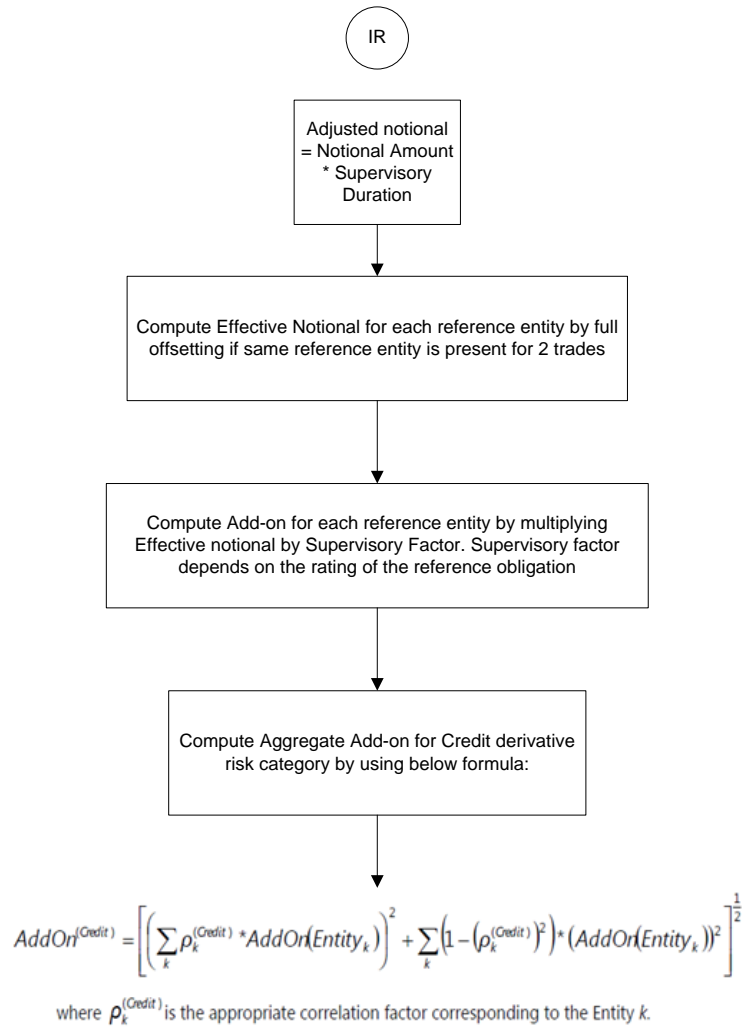 IR
Adjusted notional
= Notional Amount
* Supervisory
Duration
Compute Effective Notional for each reference entity by full
offsetting if same reference entity is present for 2 trades
Compute Add-on for each reference entity by multiplying
Effective notional by Supervisory Factor. Supervisory factor
depends on the rating of the reference obligation
Compute Aggregate Add-on for Credit derivative
risk category by using below formula:
AddOn^(Credit) = [(∑_k ρ_k^(Credit) * AddOn(Entity_k))^2 + ∑_k (1 − (ρ_k^(Credit))^2) * (AddOn(Entity_k))^2]^(1/2)
where ρ_k^(Credit) is the appropriate correlation factor corresponding to the Entity k.